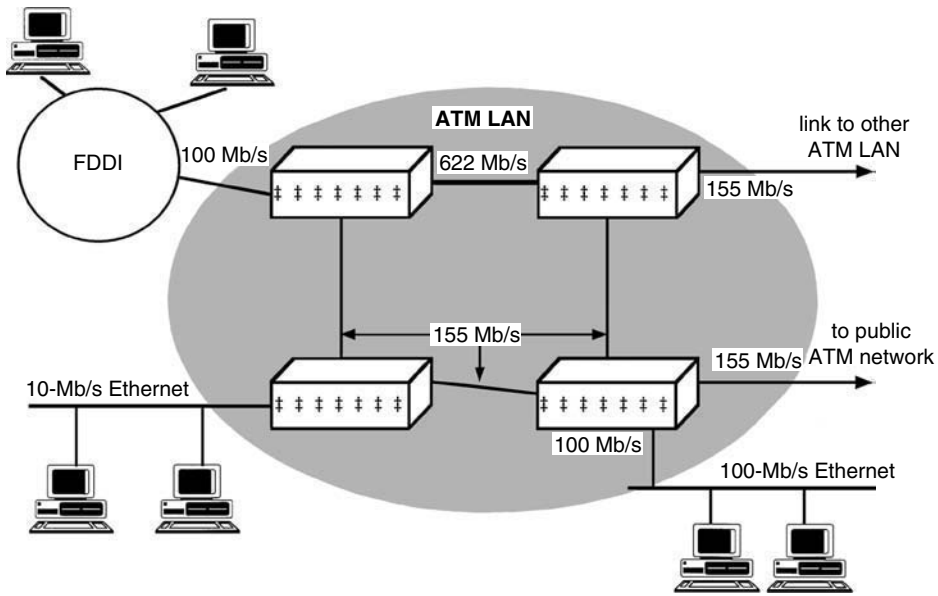 ATM LAN
FDDI
100 Mb/s
622 Mb/s
link to other
ATM LAN
155 Mb/s
155 Mb/s
to public
ATM network
155 Mb/s
10-Mb/s Ethernet
100 Mb/s
100-Mb/s Ethernet